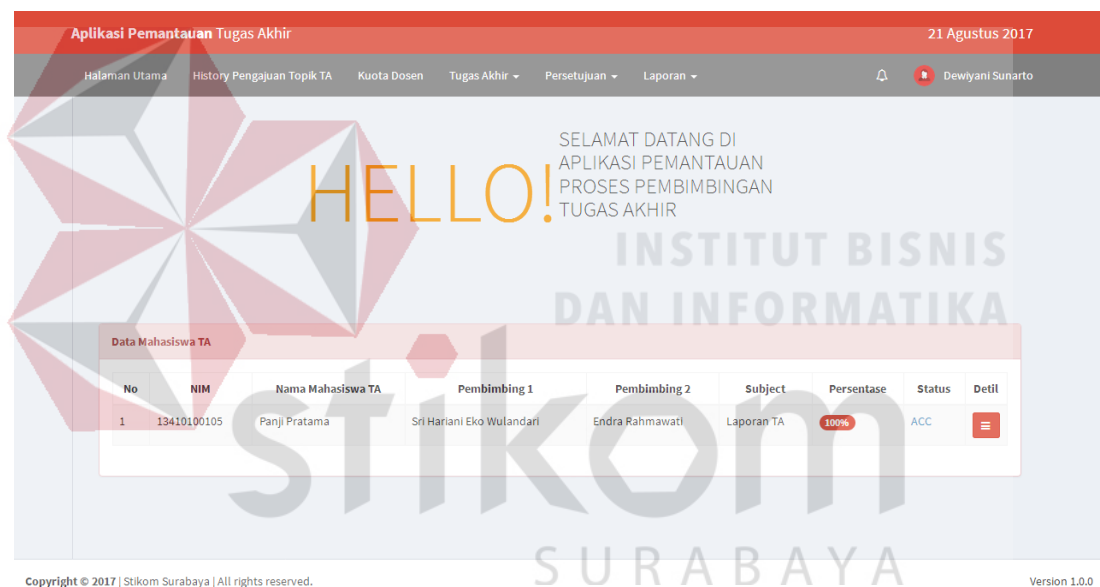 Aplikasi Pemantauan Tugas Akhir 21 Agustus 2017
Halaman Utama History Pengajuan Topik TA Kuota Dosen Tugas Akhir Persetujuan Laporan Dewiyani Sunarto
HELLO!
SELAMAT DATANG DI
APLIKASI PEMANTAUAN
PROSES PEMBIMBINGAN
TUGAS AKHIR
INSTITUT BISNIS
DAN INFORMATIKA
Data Mahasiswa TA
No NIM Nama Mahasiswa TA Pembimbing 1 Pembimbing 2 Subject Persentase Status Detil
1 13410100105 Panji Pratama Sri Hariani Eko Wulandari Endra Rahmawati Laporan TA 100% ACC
stikom
SURABAYA
Copyright © 2017 | Stikom Surabaya | All rights reserved. Version 1.0.0